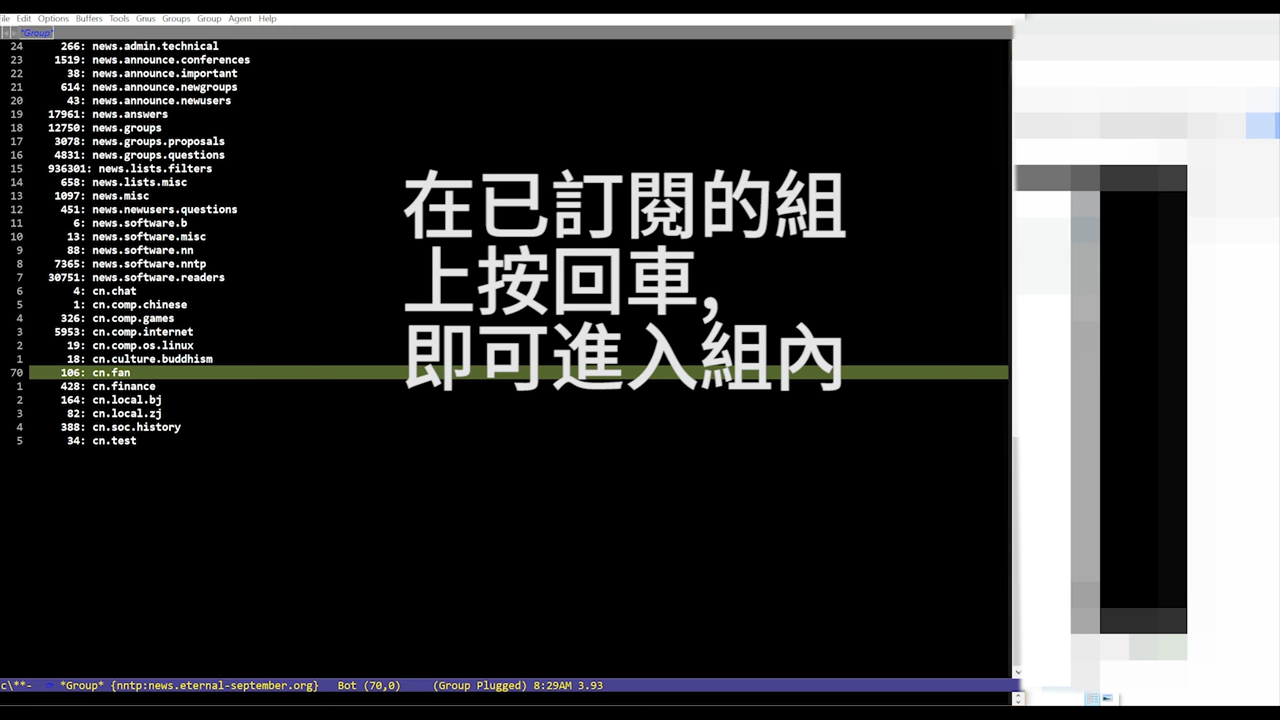 ile Edit Options Buffers Tools Gnus Groups Group Agent Help
*Group*
24 266: news.admin.technical
23 1519: news.announce.conferences
22 38: news.announce.important
21 614: news.announce.newgroups
20 43: news.announce.newusers
19 17961: news.answers
18 12750: news.groups
17 3078: news.groups.proposals
16 4831: news.groups.questions
15 936301: news.lists.filters
14 658: news.lists.misc
13 1097: news.misc
12 451: news.newusers.questions
11 6: news.software.b
10 13: news.software.misc
9 88: news.software.nn
8 7365: news.software.nntp
7 30751: news.software.readers
6 4: cn.chat
5 1: cn.comp.chinese
4 326: cn.comp.games
3 5953: cn.comp.internet
2 19: cn.comp.os.linux
1 18: cn.culture.buddhism
70 106: cn.fan
1 428: cn.finance
2 164: cn.local.bj
3 82: cn.local.zj
4 388: cn.soc.history
5 34: cn.test
在已訂閱的組
上按回車,
即可進入組內
c\**- *Group* {nntp:news.eternal-september.org} Bot (70,0) (Group Plugged) 8:29AM 3.93